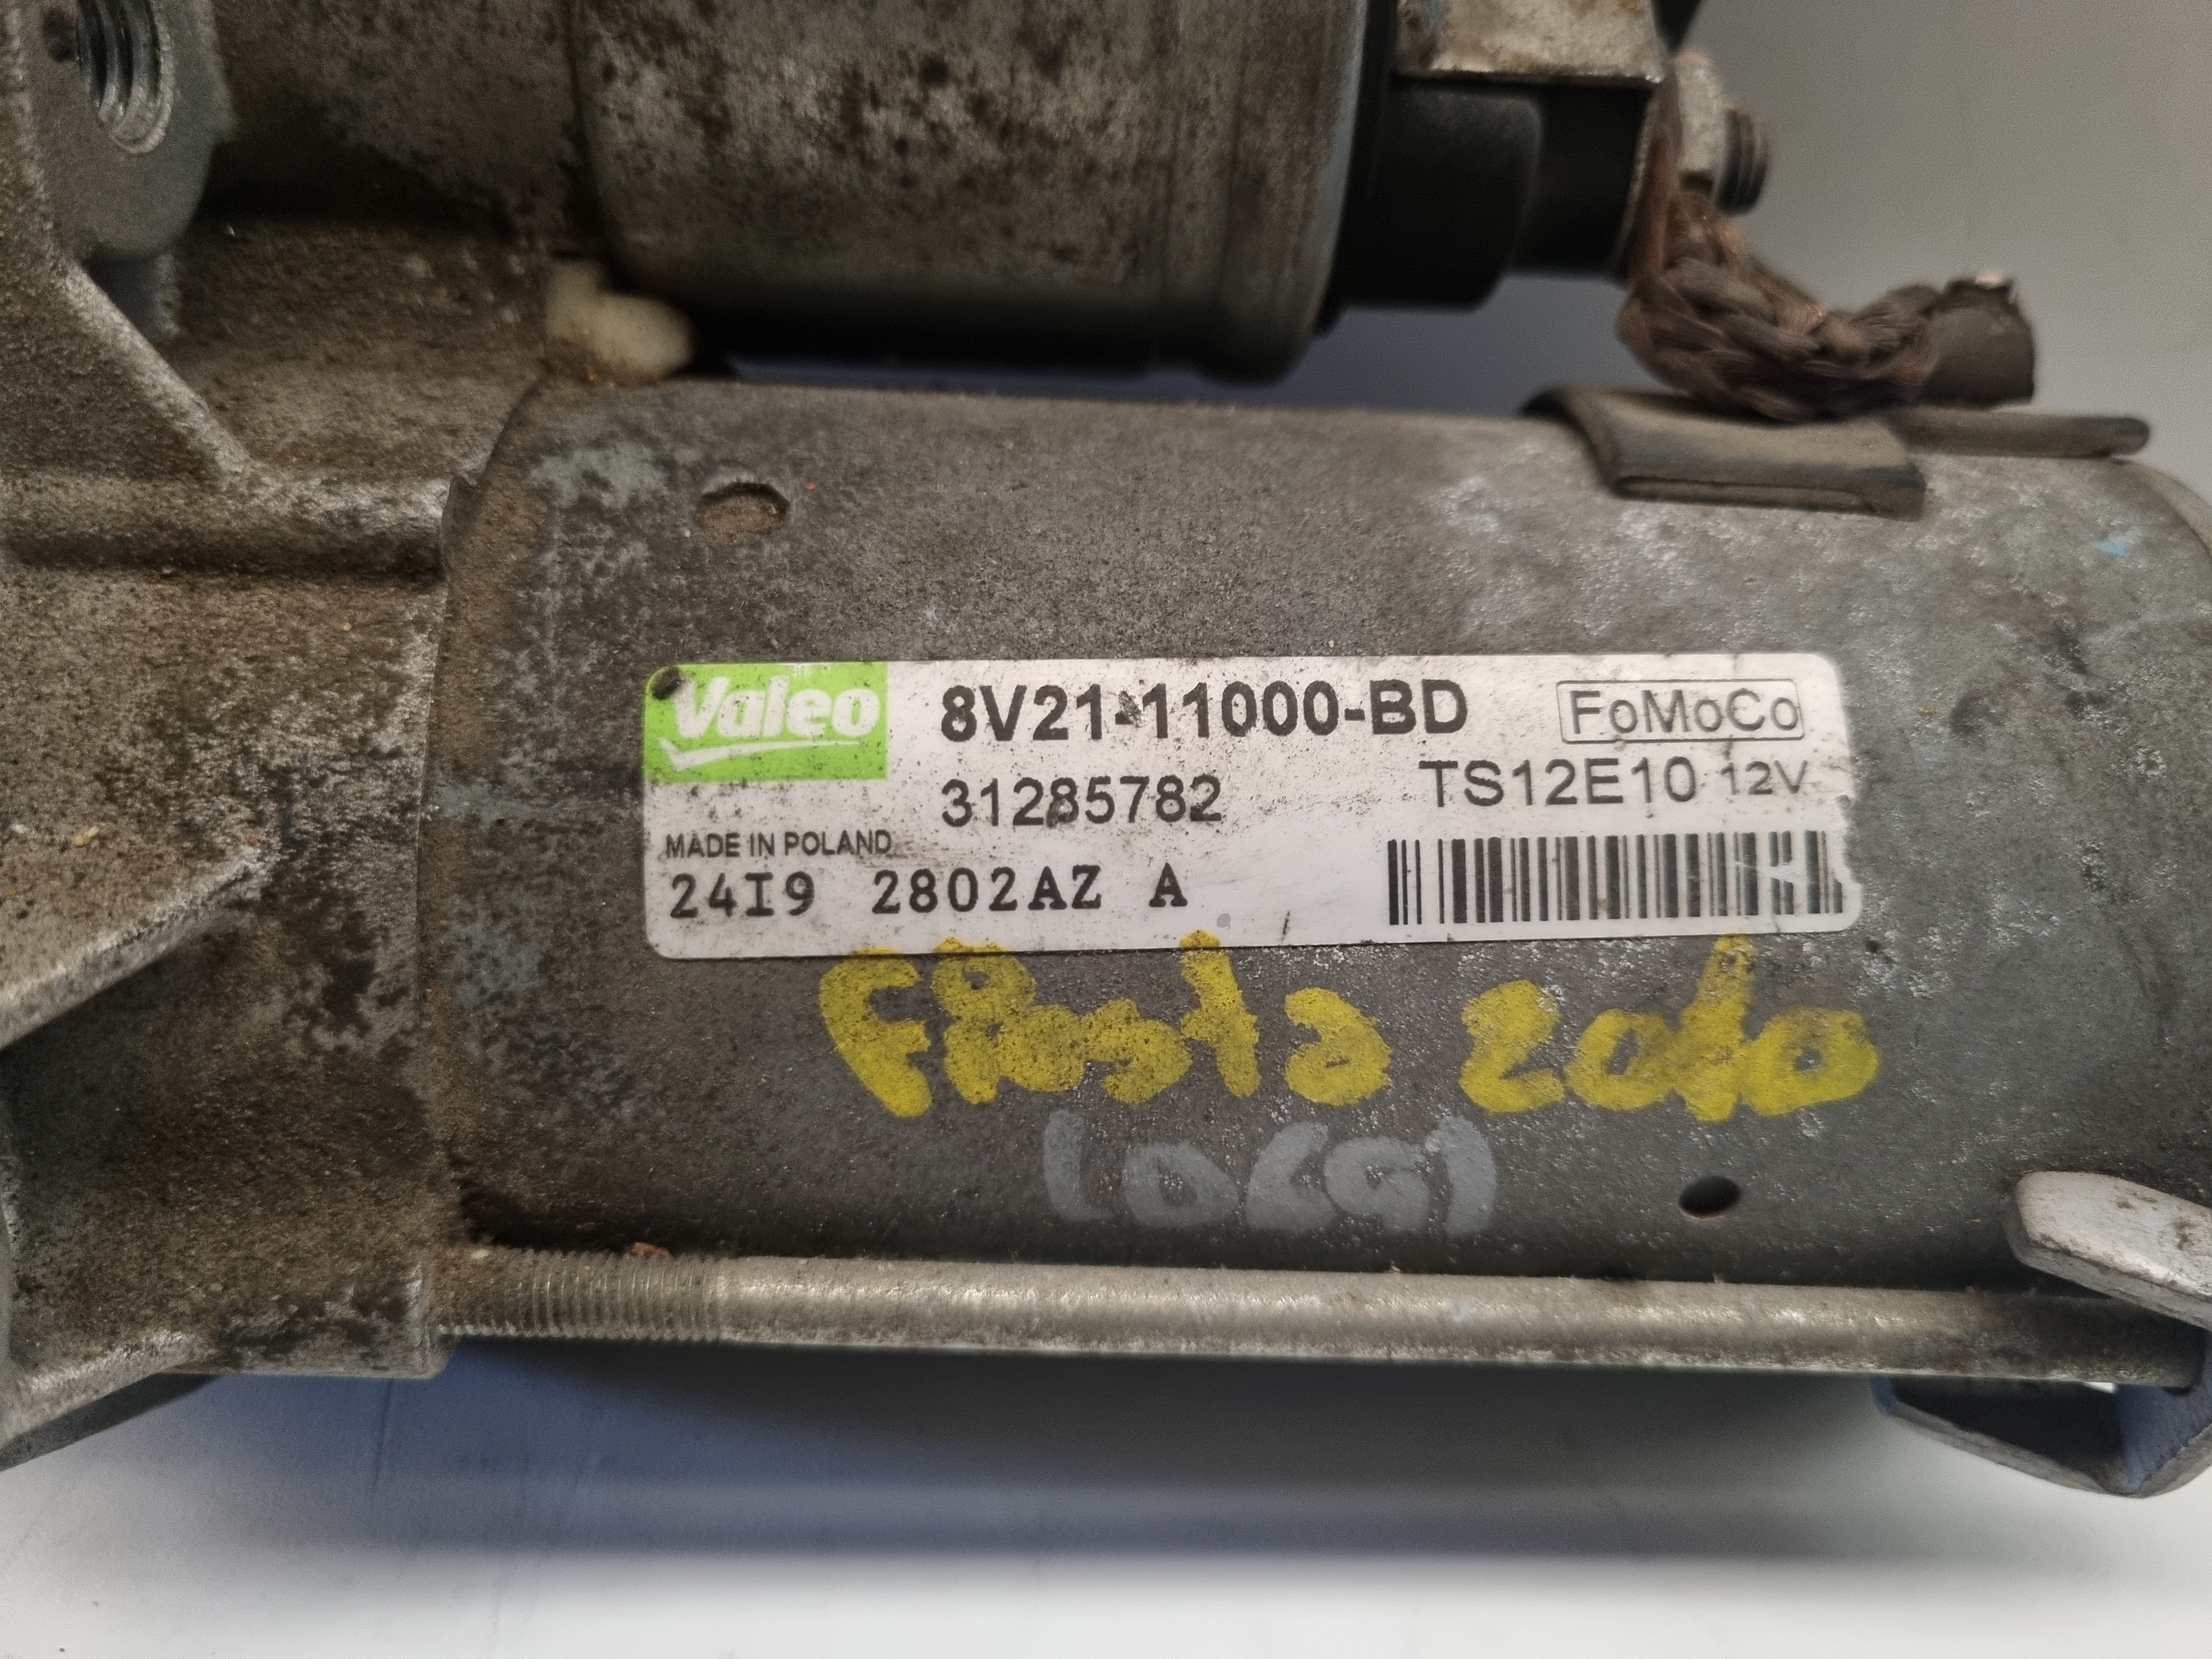 Valeo 8V21-11000-BD FoMoCo
31285782 TS12E10 12V
MADE IN POLAND
24I9 2802AZ A
Fiesta 2010